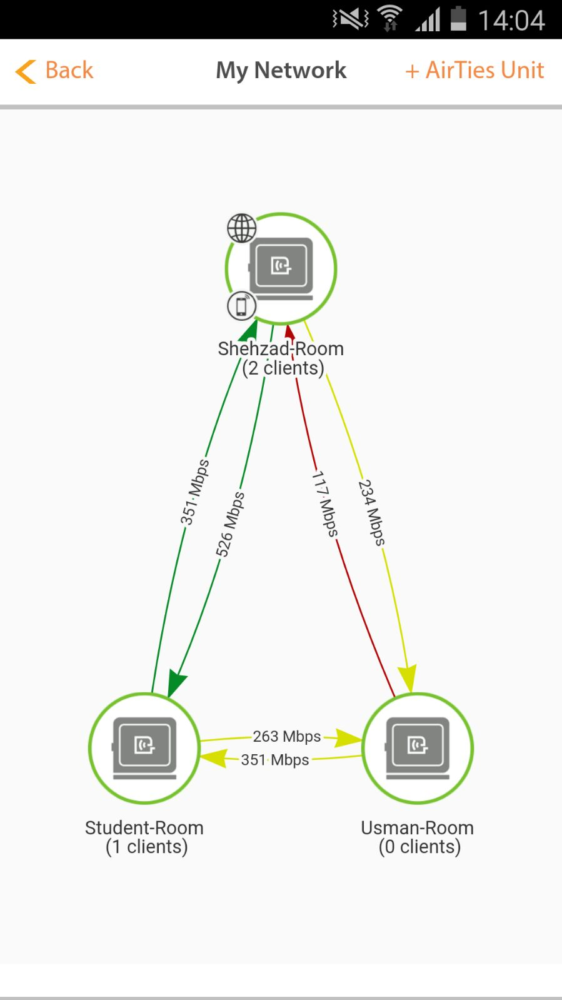 14:04
Back
My Network
+ AirTies Unit
Shehzad-Room
(2 clients)
351 Mbps
526 Mbps
117 Mbps
234 Mbps
263 Mbps
351 Mbps
Student-Room
(1 clients)
Usman-Room
(0 clients)